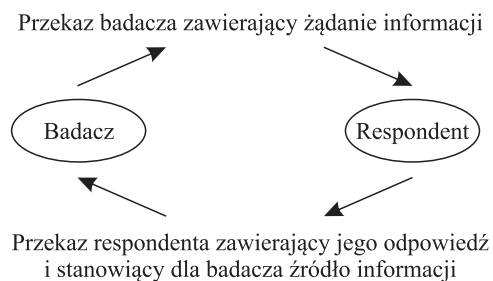 Przekaz badacza zawierający żądanie informacji
Badacz
Respondent
Przekaz respondenta zawierający jego odpowiedź
i stanowiący dla badacza źródło informacji